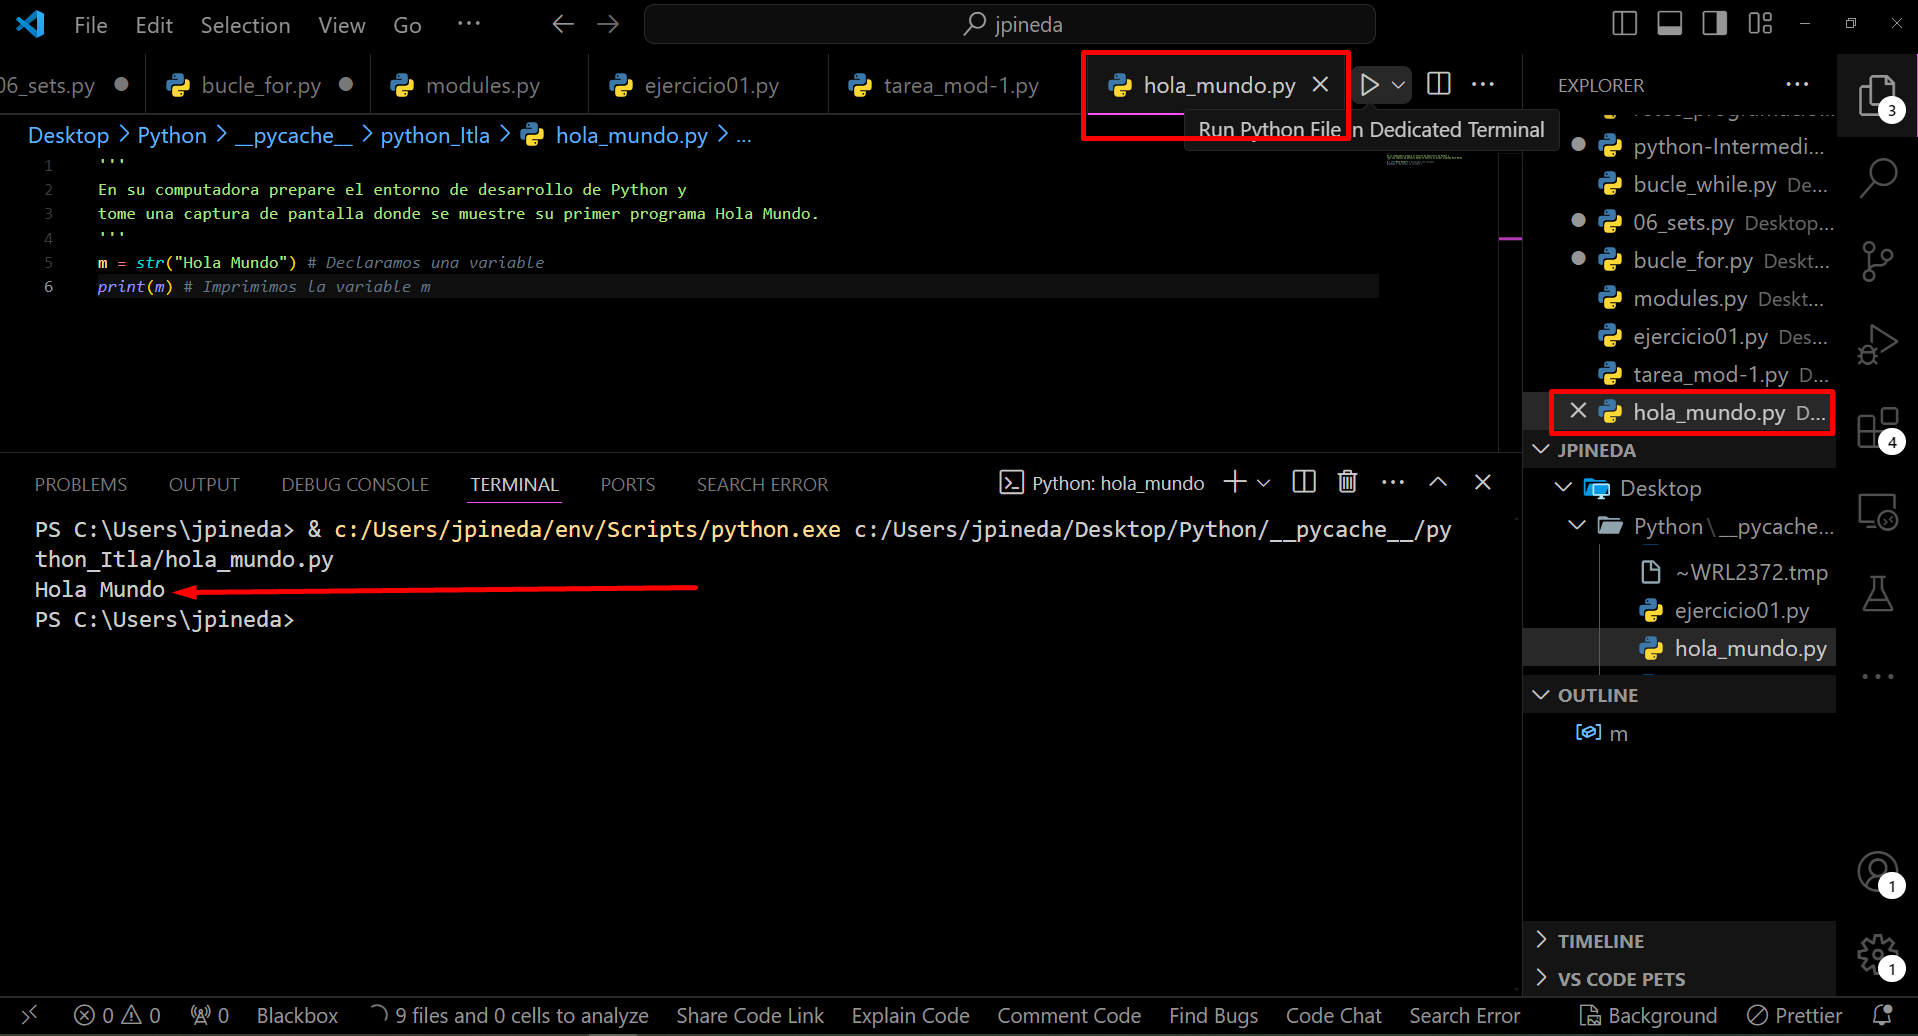 File Edit Selection View Go ... jpineda
06_sets.py bucle_for.py modules.py ejercicio01.py tarea_mod-1.py hola_mundo.py
Run Python File n Dedicated Terminal
Desktop > Python > __pycache__ > python_Itla > hola_mundo.py > ...
1 '''
2 En su computadora prepare el entorno de desarrollo de Python y
3 tome una captura de pantalla donde se muestre su primer programa Hola Mundo.
4 '''
5 m = str("Hola Mundo") # Declaramos una variable
6 print(m) # Imprimimos la variable m
PROBLEMS OUTPUT DEBUG CONSOLE TERMINAL PORTS SEARCH ERROR Python: hola_mundo
PS C:\Users\jpineda> & c:/Users/jpineda/env/Scripts/python.exe c:/Users/jpineda/Desktop/Python/__pycache__/py
thon_Itla/hola_mundo.py
Hola Mundo
PS C:\Users\jpineda>
EXPLORER ...
python-Intermedi...
bucle_while.py De...
06_sets.py Desktop...
bucle_for.py Deskt...
modules.py Deskt...
ejercicio01.py Des...
tarea_mod-1.py D...
hola_mundo.py D...
JPINEDA
Desktop
Python\__pycache...
~WRL2372.tmp
ejercicio01.py
hola_mundo.py
OUTLINE
m
TIMELINE
VS CODE PETS
3
4
1
1
0 0 0 Blackbox 9 files and 0 cells to analyze Share Code Link Explain Code Comment Code Find Bugs Code Chat Search Error Background Prettier